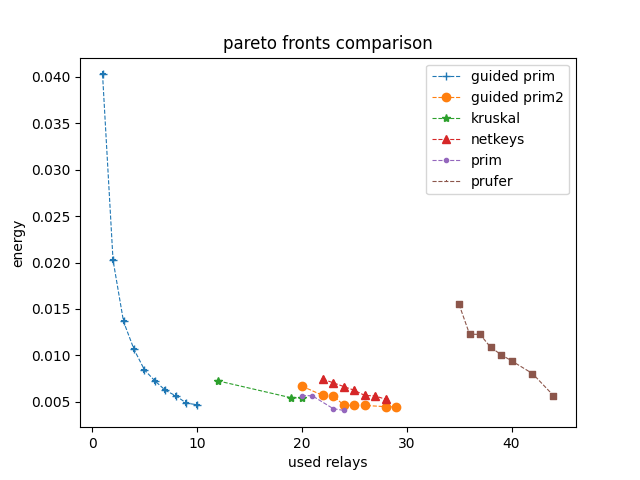 pareto fronts comparison
0.040
0.035
0.030
0.025
0.020
0.015
0.010
0.005
energy
guided prim
guided prim2
kruskal
netkeys
prim
prufer
0
10
20
30
40
used relays